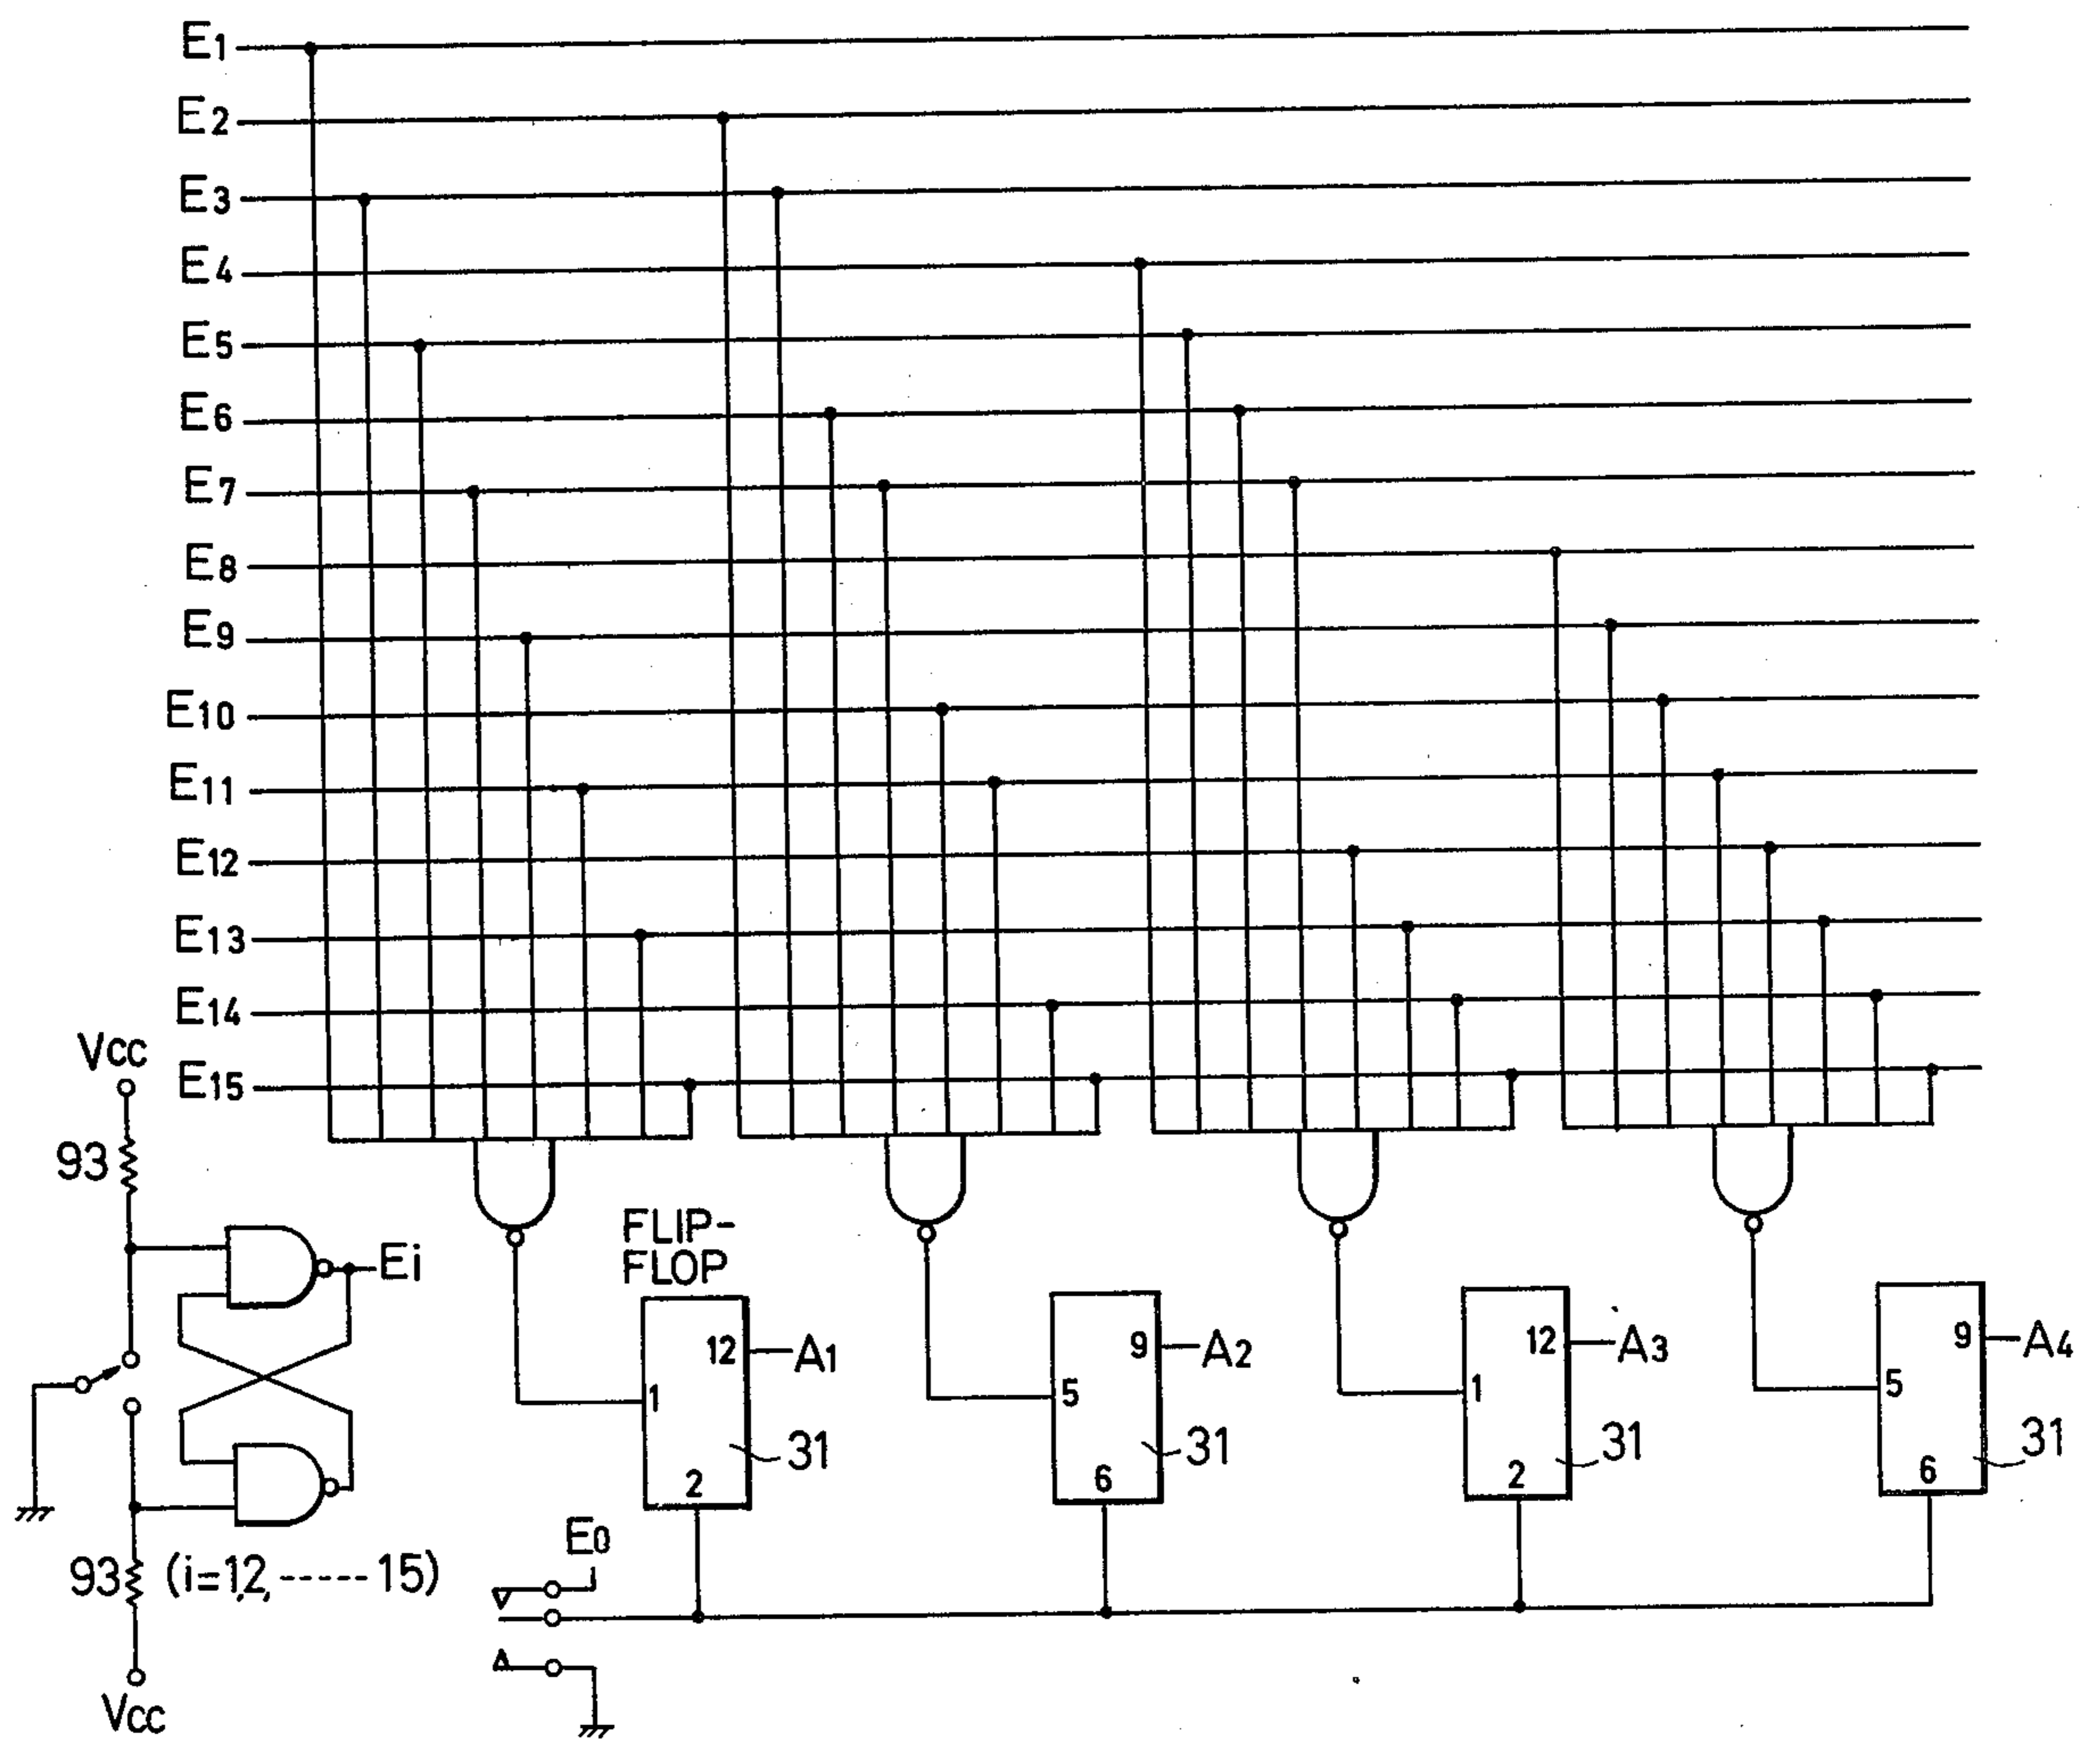 E1
E2
E3
E4
E5
E6
E7
E8
E9
E10
E11
E12
E13
E14
E15
Vcc
93
Ei
FLIP-
FLOP
12
A1
1
31
2
9
A2
5
31
6
12
A3
1
31
2
9
A4
5
31
6
E0
93
(i=1,2,-----15)
Vcc